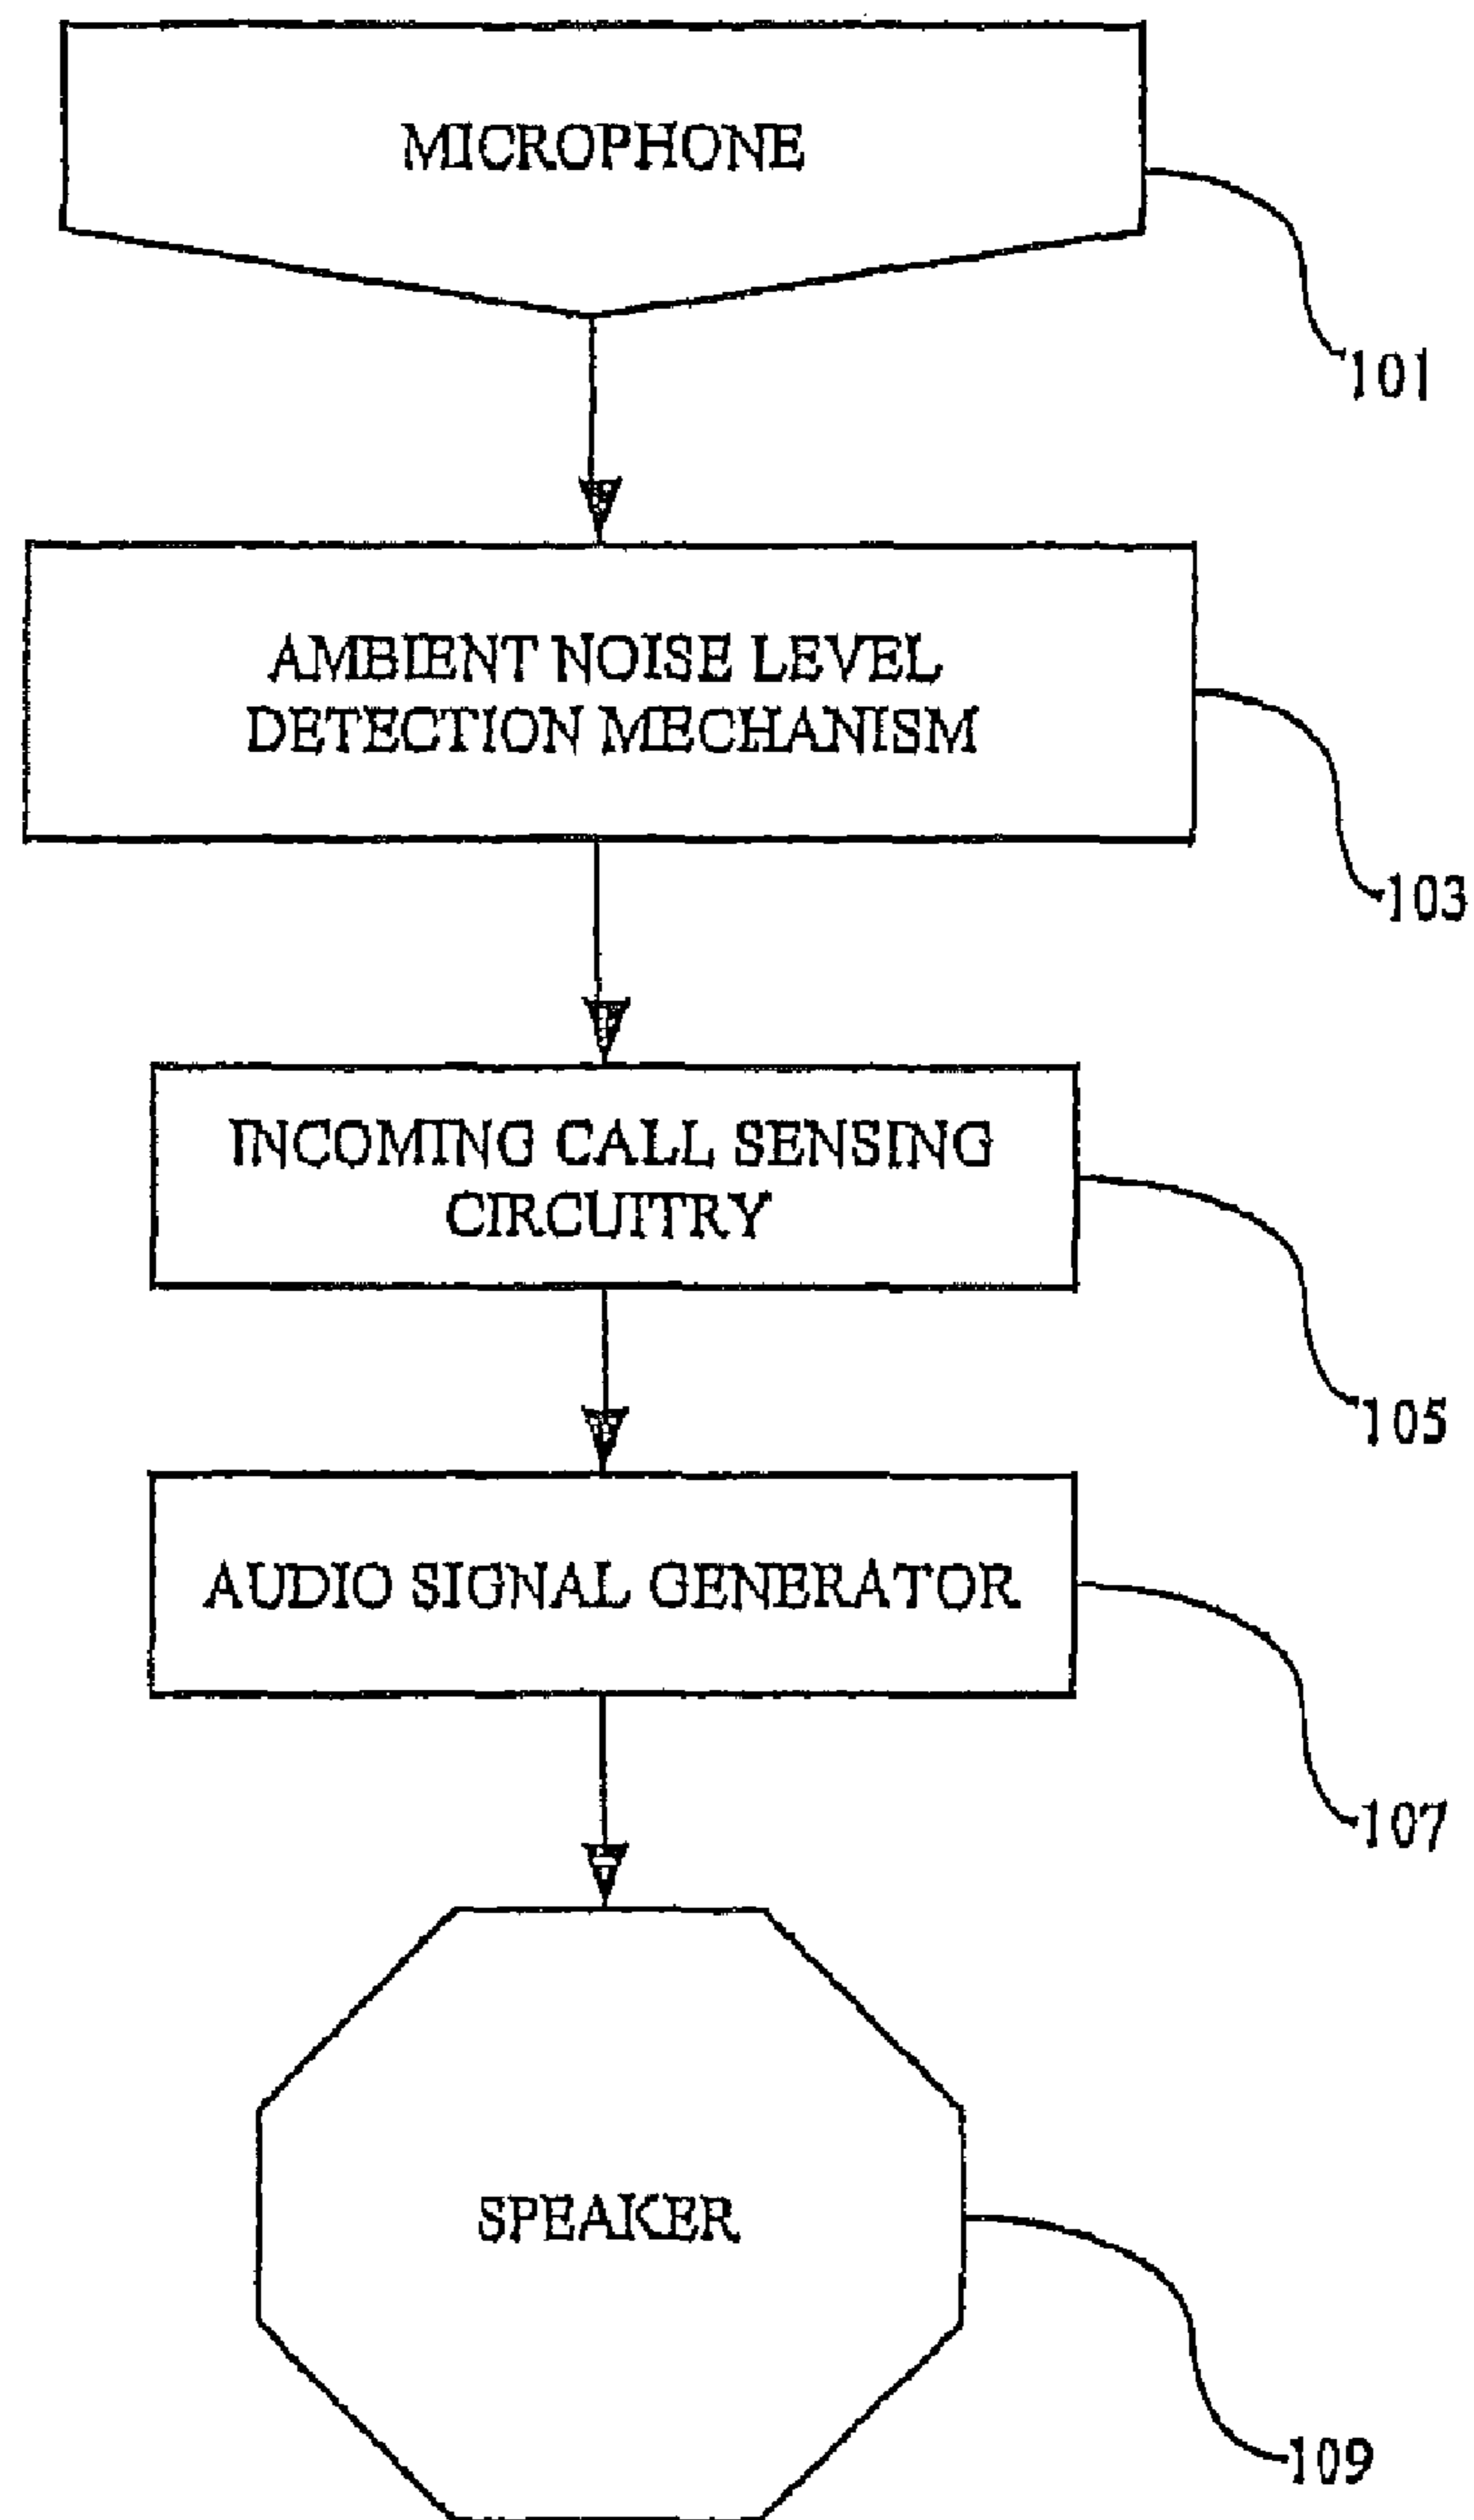 MICROPHONE
101
AMBIENT NOISE LEVEL
DETECTION MECHANISM
103
INCOMING CALL SENSING
CIRCUITRY
105
AUDIO SIGNAL GENERATOR
107
SPEAKER
109